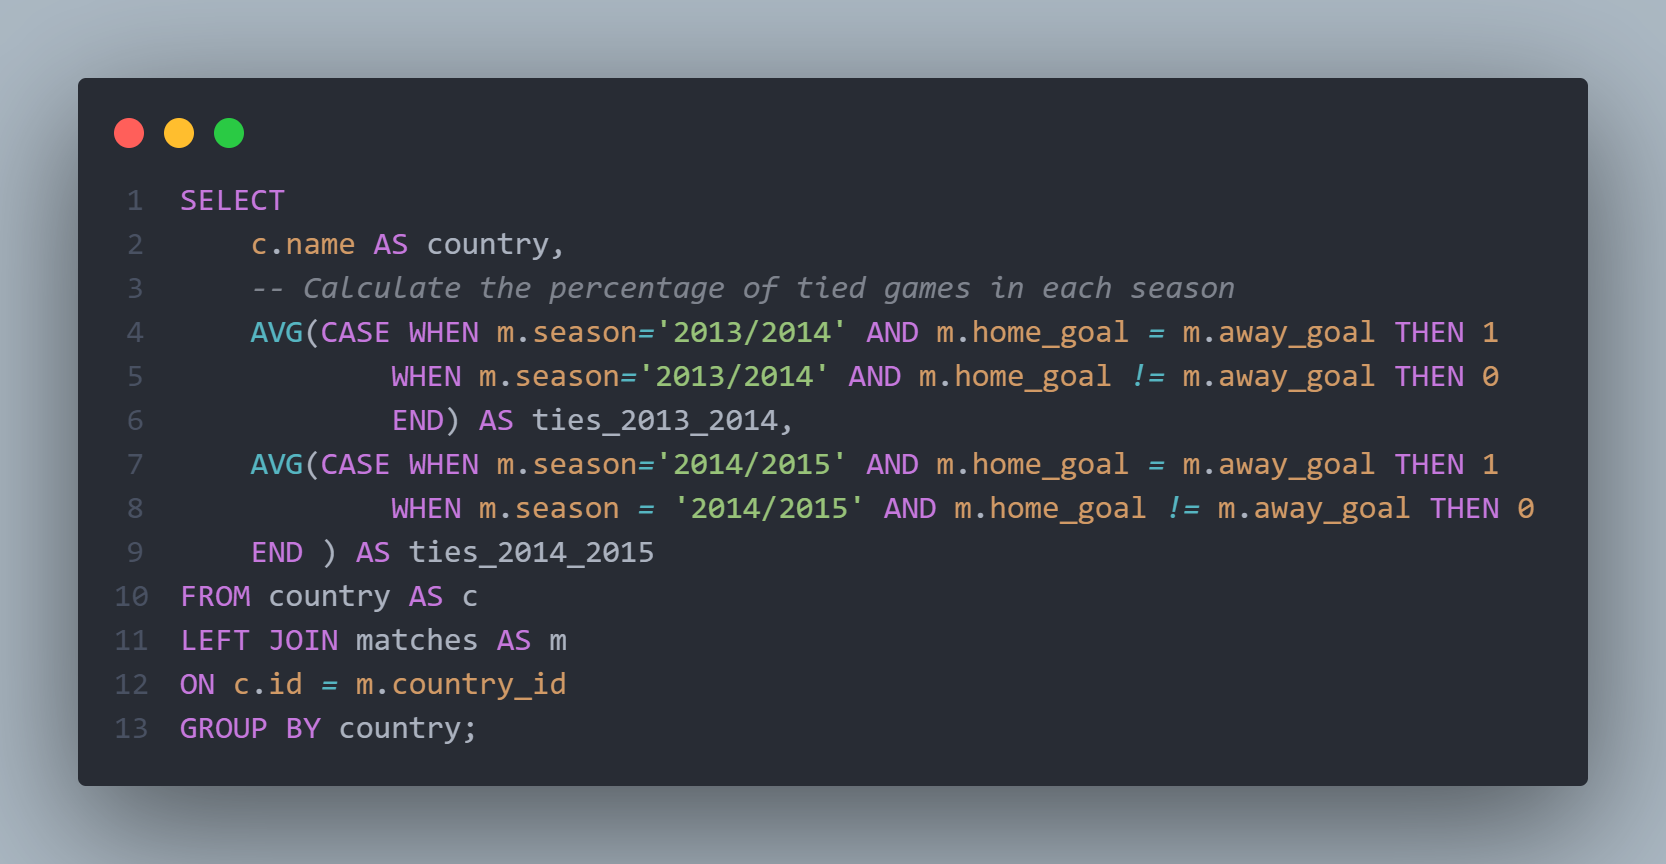 1 SELECT
2     c.name AS country,
3     -- Calculate the percentage of tied games in each season
4     AVG(CASE WHEN m.season='2013/2014' AND m.home_goal = m.away_goal THEN 1
5             WHEN m.season='2013/2014' AND m.home_goal != m.away_goal THEN 0
6             END) AS ties_2013_2014,
7     AVG(CASE WHEN m.season='2014/2015' AND m.home_goal = m.away_goal THEN 1
8             WHEN m.season = '2014/2015' AND m.home_goal != m.away_goal THEN 0
9     END ) AS ties_2014_2015
10 FROM country AS c
11 LEFT JOIN matches AS m
12 ON c.id = m.country_id
13 GROUP BY country;